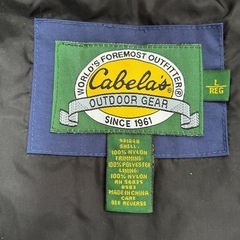 WORLD'S FOREMOST OUTFITTER®
Cabela's
OUTDOOR GEAR
SINCE 1961
L
REG
SHELL
100% NYLON
TRIMMING:
100% POLYESTER
LINING:
100% NYLON
MADE IN CHINA
CARE
SEE REVERSE